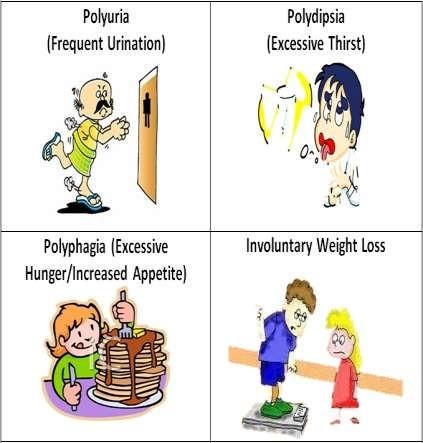 Polyuria
(Frequent Urination)
Polydipsia
(Excessive Thirst)
Polyphagia (Excessive
Hunger/Increased Appetite)
Involuntary Weight Loss